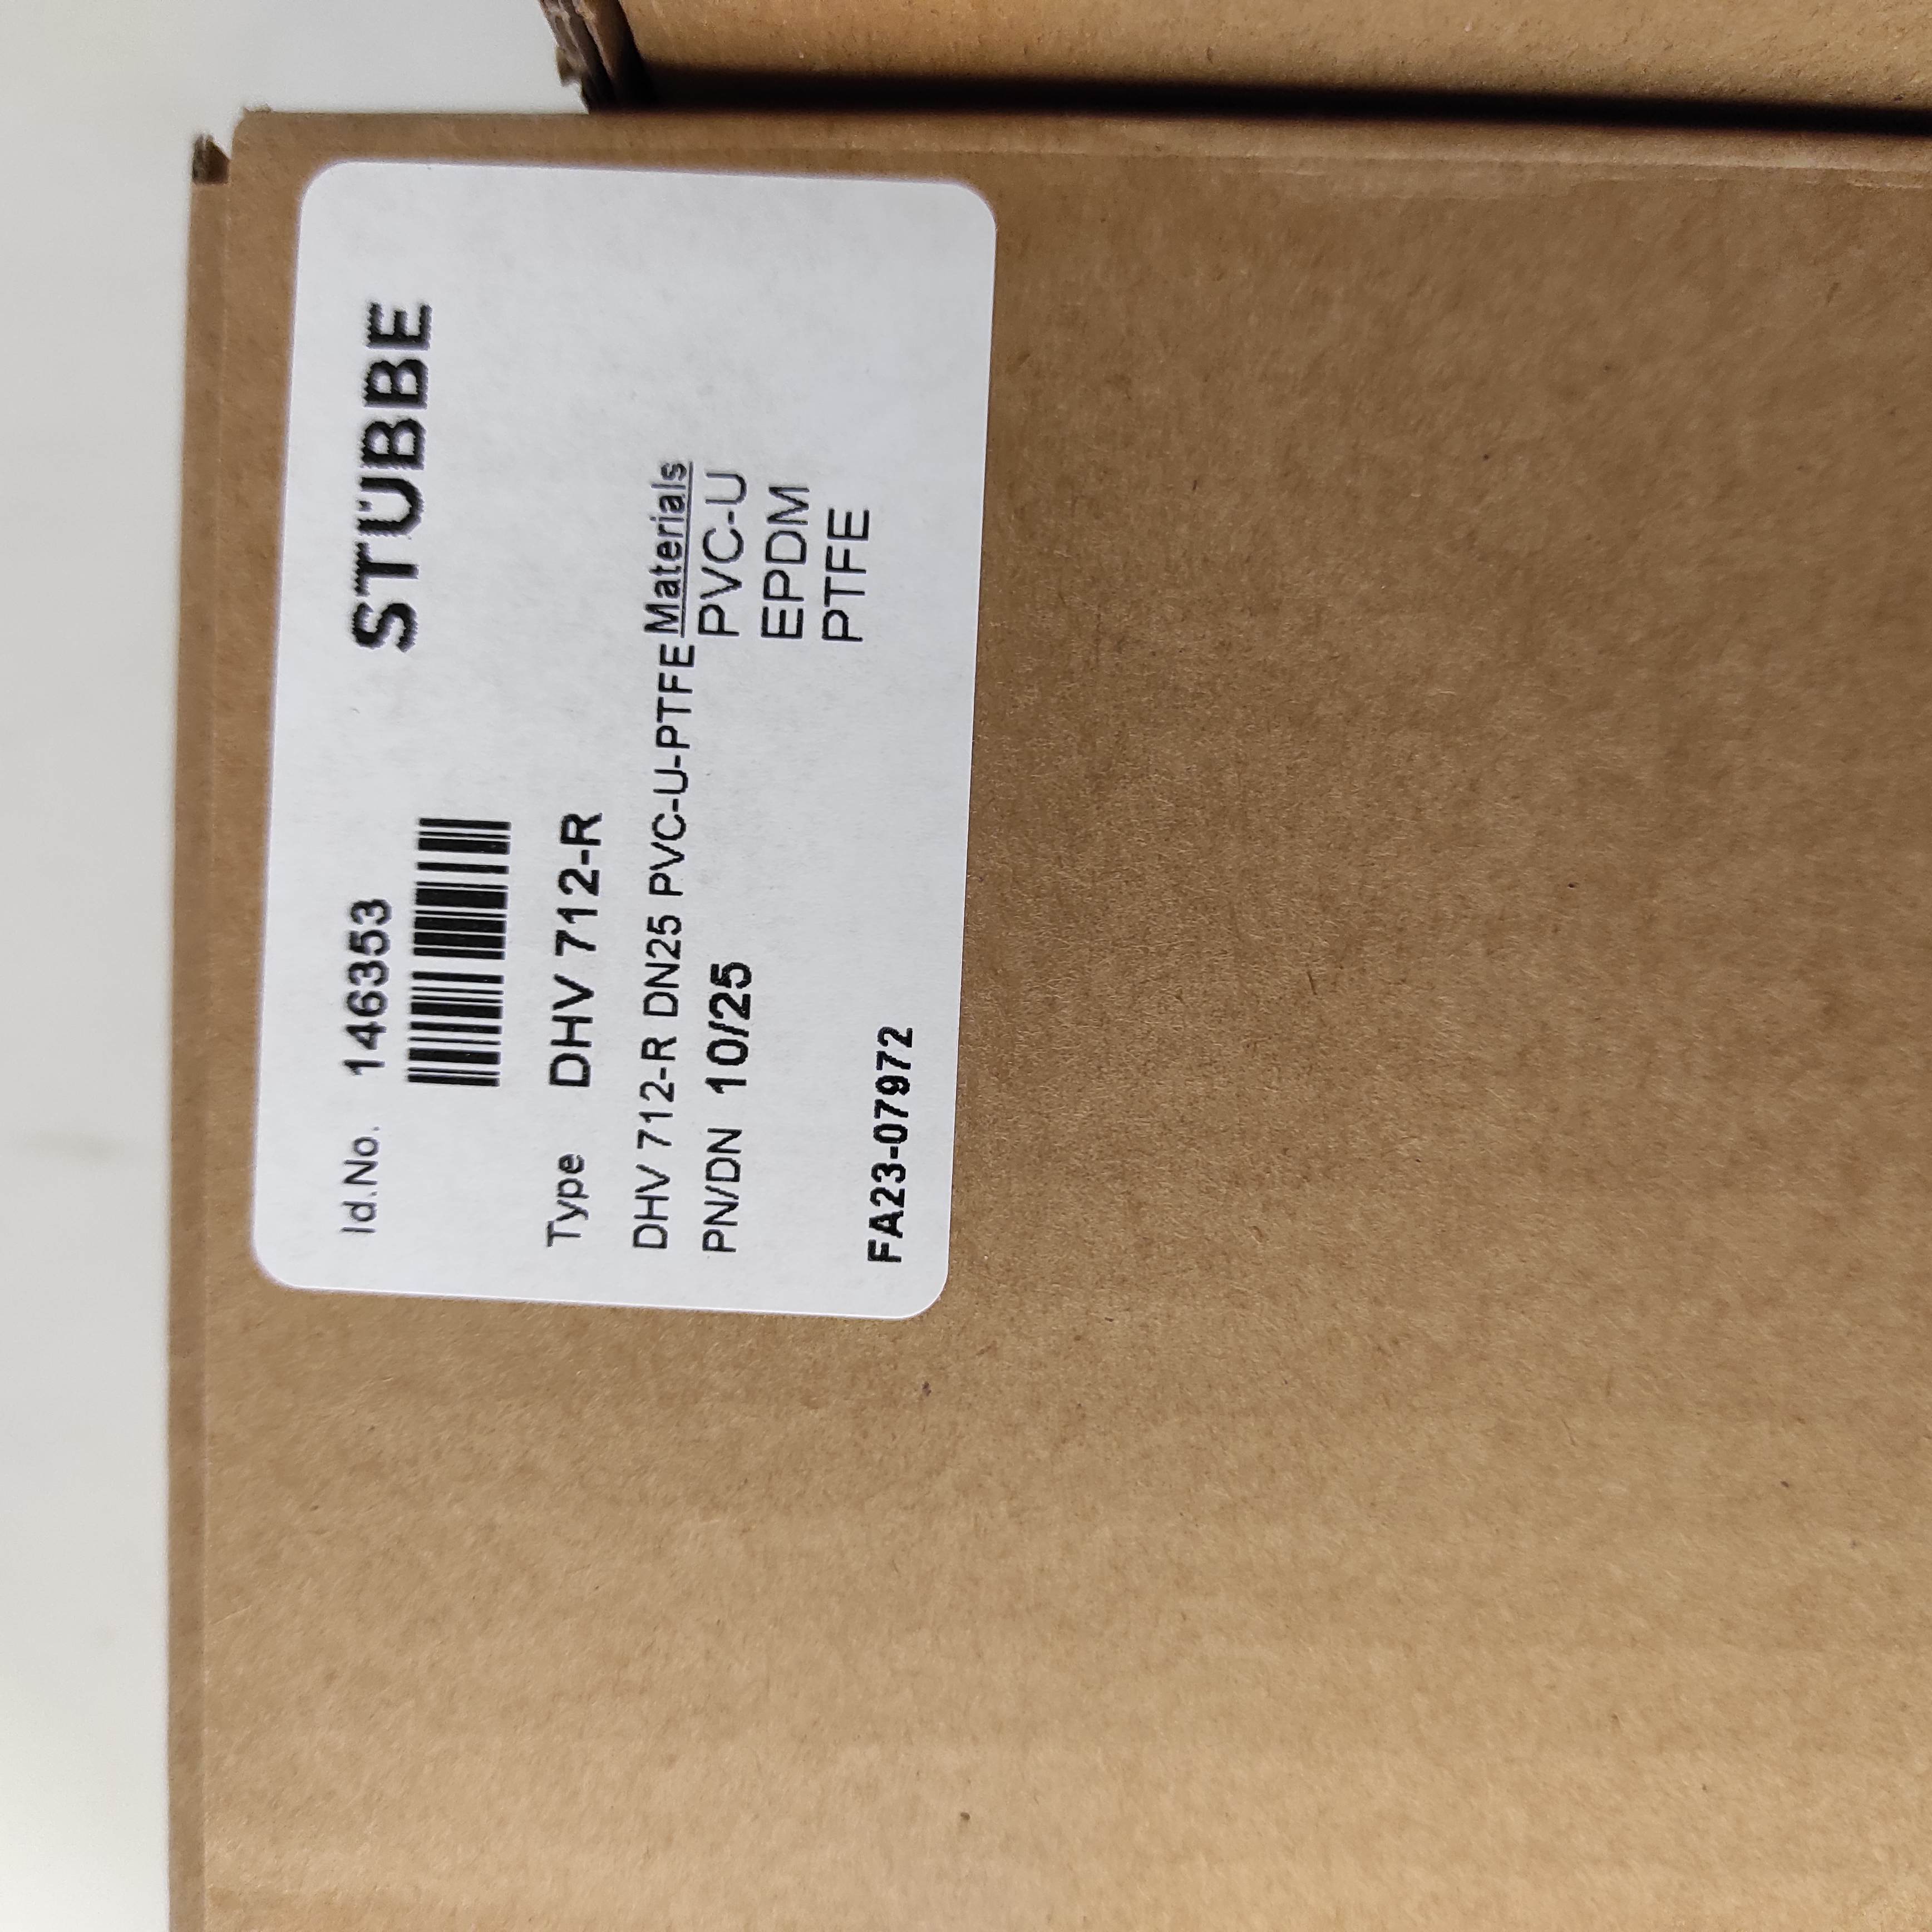 Id.No. 146353
STÜBBE
Type DHV 712-R
DHV 712-R DN25 PVC-U-PTFE
PN/DN 10/25
Materials
PVC-U
EPDM
PTFE
FA23-07972